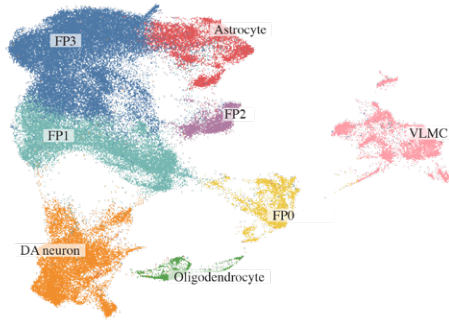 Astrocyte
FP3
FP2
FP1
VLMC
FP0
DA neuron
Oligodendrocyte